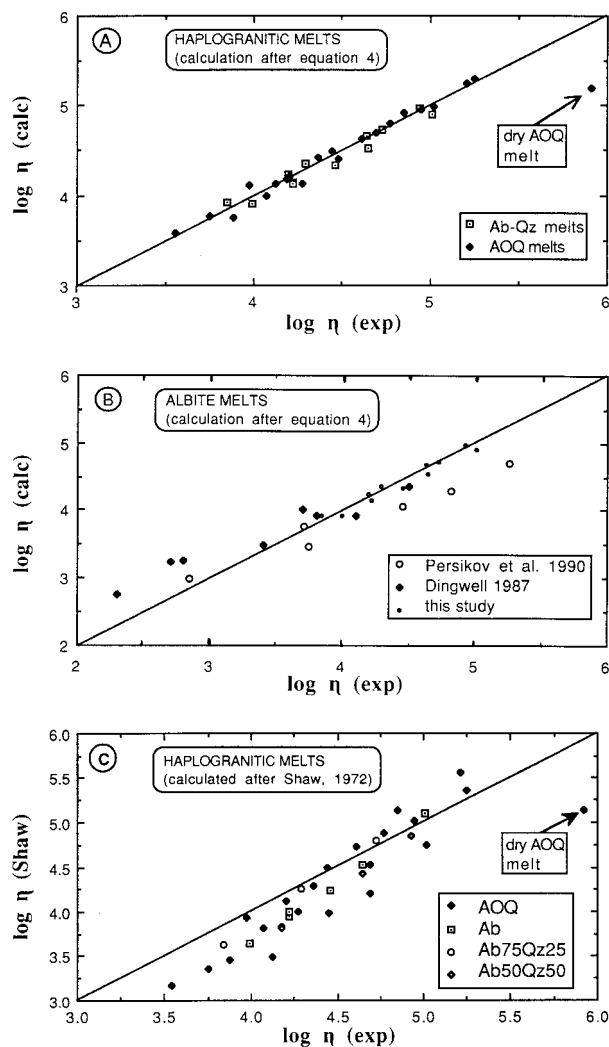 A
HAPLOGRANITIC MELTS
(calculation after equation 4)
6
5
4
3
log η (calc)
dry AOQ
melt
Ab-Qz melts
AOQ melts
3
4
5
6
log η (exp)
B
ALBITE MELTS
(calculation after equation 4)
6
5
4
3
2
log η (calc)
Persikov et al. 1990
Dingwell 1987
this study
2
3
4
5
6
log η (exp)
C
HAPLOGRANITIC MELTS
(calculated after Shaw, 1972)
6.0
5.5
5.0
4.5
4.0
3.5
3.0
log η (Shaw)
dry AOQ
melt
AOQ
Ab
Ab75Qz25
Ab50Qz50
3.0
3.5
4.0
4.5
5.0
5.5
6.0
log η (exp)